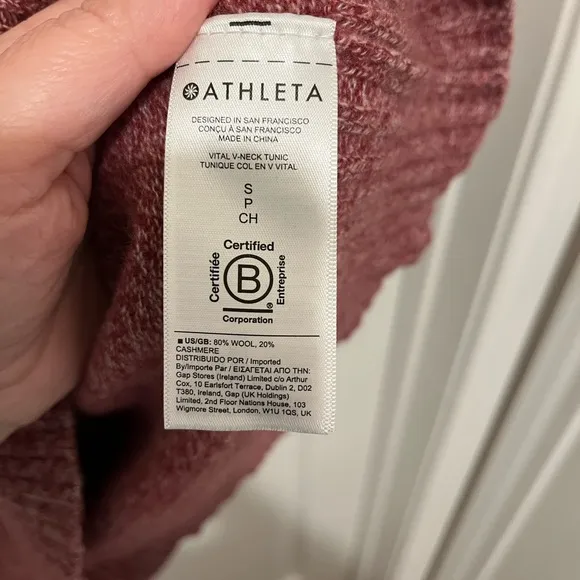 ATHLETA
DESIGNED IN SAN FRANCISCO
CONÇU À SAN FRANCISCO
MADE IN CHINA
VITAL V-NECK TUNIC
TUNIQUE COL EN V VITAL
S
P
CH
Certified
Certifiée
B
®
Entreprise
Corporation
■ US/GB: 80% WOOL, 20%
CASHMERE
DISTRIBUIDO POR / Imported
By/Importe Par / ΕΙΣΑΓΕΤΑΙ ΑΠΟ ΤΗΝ:
Gap Stores (Ireland) Limited c/o Arthur
Cox, 10 Earlsfort Terrace, Dublin 2, D02
T380, Ireland, Gap (UK Holdings)
Limited, 2nd Floor Nations House, 103
Wigmore Street, London, W1U 1QS, UK